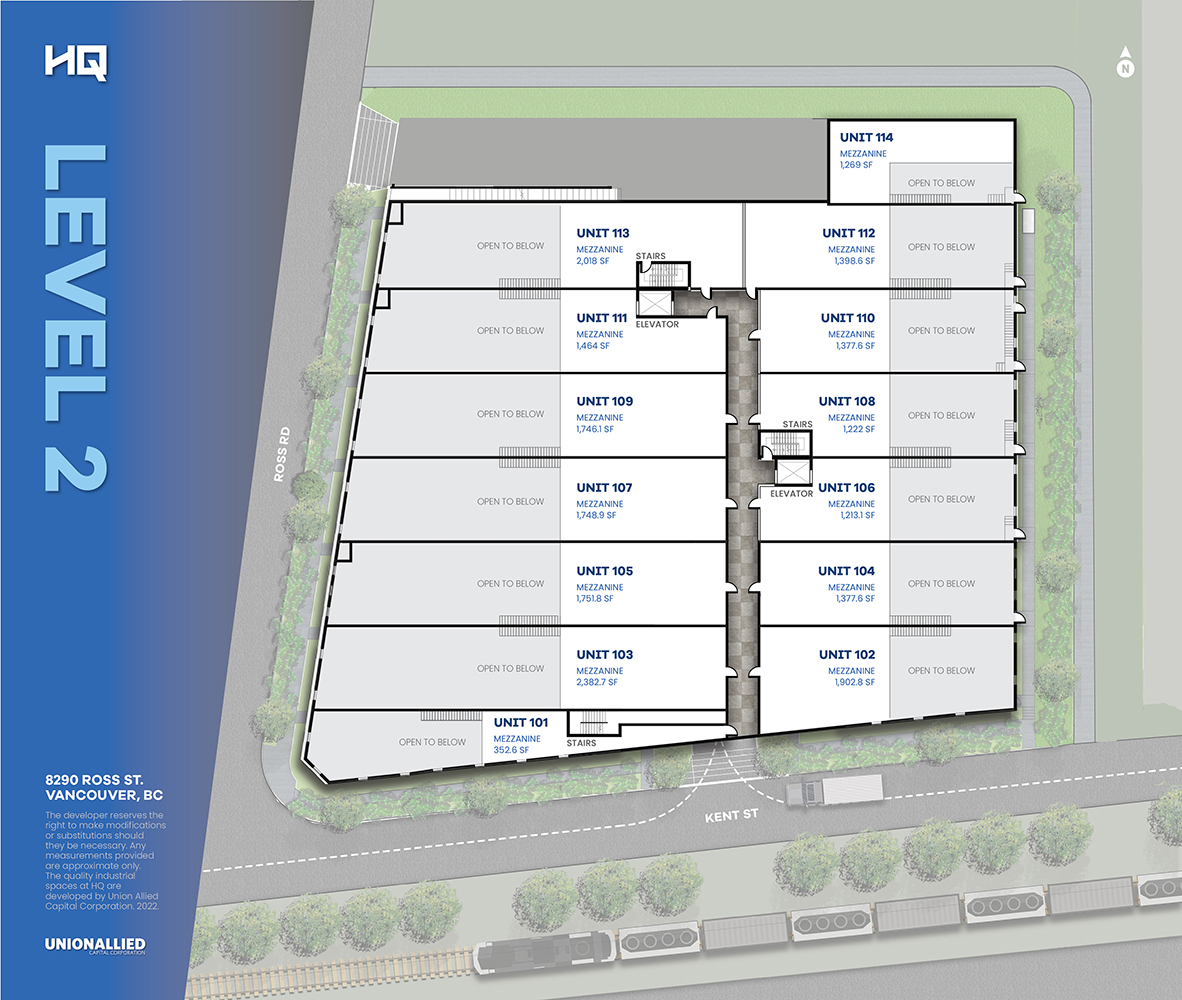 HQ
LEVEL 2
8290 ROSS ST.
VANCOUVER, BC
The developer reserves the
right to make modifications
or substitutions should
they be necessary. Any
measurements provided
are approximate only.
The quality industrial
spaces at HQ are
developed by Union Allied
Capital Corporation. 2022.
UNIONALLIED
CAPITAL CORPORATION
N
UNIT 114
MEZZANINE
1,269 SF
OPEN TO BELOW
OPEN TO BELOW
UNIT 113
MEZZANINE
2,018 SF
STAIRS
UNIT 112
MEZZANINE
1,398.6 SF
OPEN TO BELOW
OPEN TO BELOW
UNIT 111
MEZZANINE
1,464 SF
ELEVATOR
UNIT 110
MEZZANINE
1,377.6 SF
OPEN TO BELOW
OPEN TO BELOW
UNIT 109
MEZZANINE
1,746.1 SF
UNIT 108
MEZZANINE
1,222 SF
STAIRS
OPEN TO BELOW
ROSS RD
OPEN TO BELOW
UNIT 107
MEZZANINE
1,748.9 SF
ELEVATOR
UNIT 106
MEZZANINE
1,213.1 SF
OPEN TO BELOW
OPEN TO BELOW
UNIT 105
MEZZANINE
1,751.8 SF
UNIT 104
MEZZANINE
1,377.6 SF
OPEN TO BELOW
OPEN TO BELOW
UNIT 103
MEZZANINE
2,382.7 SF
UNIT 102
MEZZANINE
1,902.8 SF
OPEN TO BELOW
OPEN TO BELOW
UNIT 101
MEZZANINE
352.6 SF
STAIRS
KENT ST